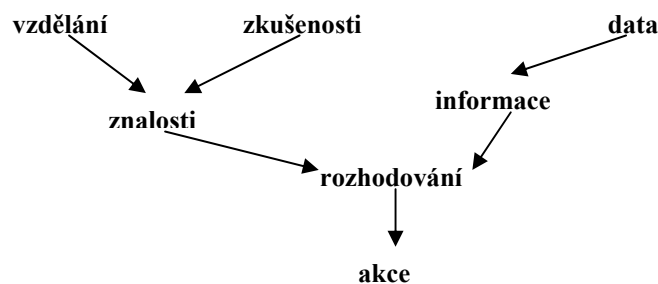 vzdělání zkušenosti data
informace
znalosti
rozhodování
akce